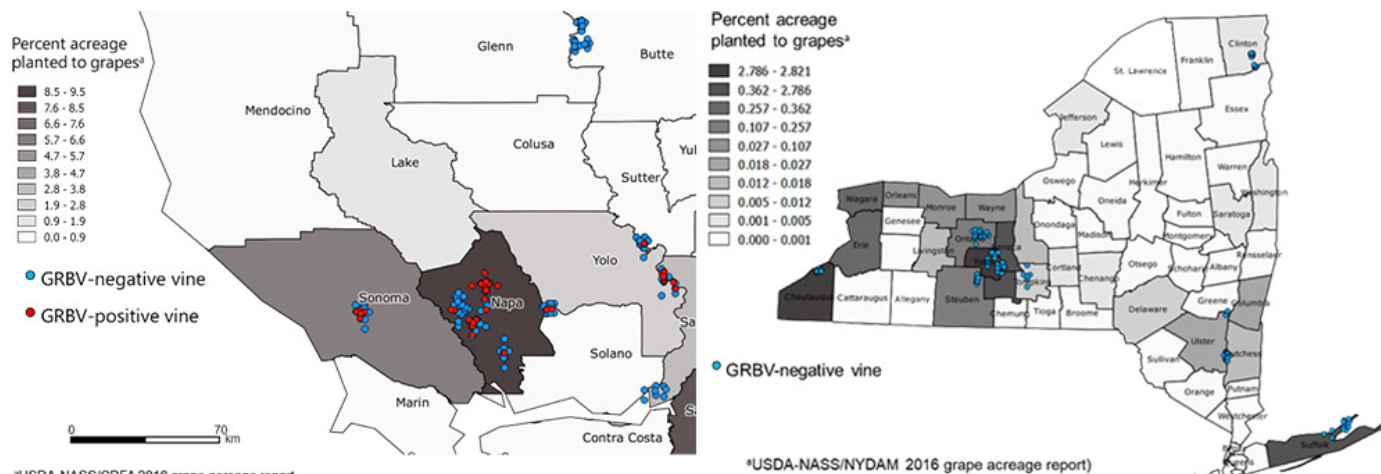 Percent acreage
planted to grapesᵃ
8.5 - 9.5
7.6 - 8.5
6.6 - 7.6
5.7 - 6.6
4.7 - 5.7
3.8 - 4.7
2.8 - 3.8
1.9 - 2.8
0.9 - 1.9
0.0 - 0.9
GRBV-negative vine
GRBV-positive vine
Glenn
Butte
Mendocino
Colusa
Lake
Sutter
Yolo
Sonoma
Napa
Solano
Marin
Contra Costa
0 70
km
ᵃUSDA-NASS/CDFA 2016 grape acreage report
Percent acreage
planted to grapesᵃ
2.786 - 2.821
0.362 - 2.786
0.257 - 0.362
0.107 - 0.257
0.027 - 0.107
0.018 - 0.027
0.012 - 0.018
0.005 - 0.012
0.001 - 0.005
0.000 - 0.001
Clinton
Franklin
St. Lawrence
Essex
Jefferson
Lewis
Hamilton
Warren
Washington
Oswego
Herkimer
Oneida
Saratoga
Niagara
Orleans
Monroe
Wayne
Genesee
Onondaga
Madison
Fulton
Montgomery
Erie
Livingston
Rensselaer
Cortland
Chenango
Otsego
Schoharie
Albany
Chautauqua
Cattaraugus
Allegany
Steuben
Chemung
Tioga
Broome
Delaware
Greene
Columbia
Ulster
Sullivan
Orange
Putnam
Westchester
Suffolk
GRBV-negative vine
ᵃUSDA-NASS/NYDAM 2016 grape acreage report)